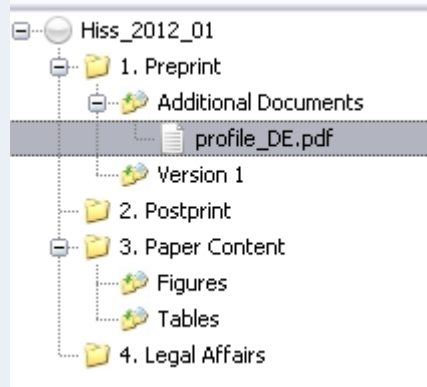 Hiss_2012_01
1. Preprint
Additional Documents
profile_DE.pdf
Version 1
2. Postprint
3. Paper Content
Figures
Tables
4. Legal Affairs